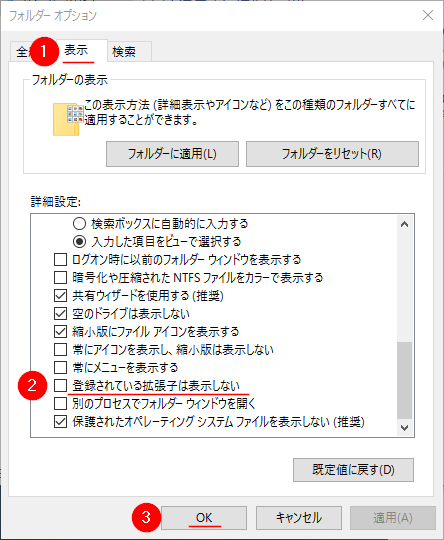 フォルダー オプション
1
全 表示 検索
フォルダーの表示
この表示方法 (詳細表示やアイコンなど) をこの種類のフォルダーすべてに
適用することができます。
フォルダーに適用(L) フォルダーをリセット(R)
詳細設定:
検索ボックスに自動的に入力する
入力した項目をビューで選択する
ログオン時に以前のフォルダー ウィンドウを表示する
暗号化や圧縮された NTFS ファイルをカラーで表示する
共有ウィザードを使用する (推奨)
空のドライブは表示しない
縮小版にファイル アイコンを表示する
常にアイコンを表示し、縮小版は表示しない
常にメニューを表示する
2 登録されている拡張子は表示しない
別のプロセスでフォルダー ウィンドウを開く
保護されたオペレーティング システム ファイルを表示しない (推奨)
既定値に戻す(D)
3 OK キャンセル 適用(A)